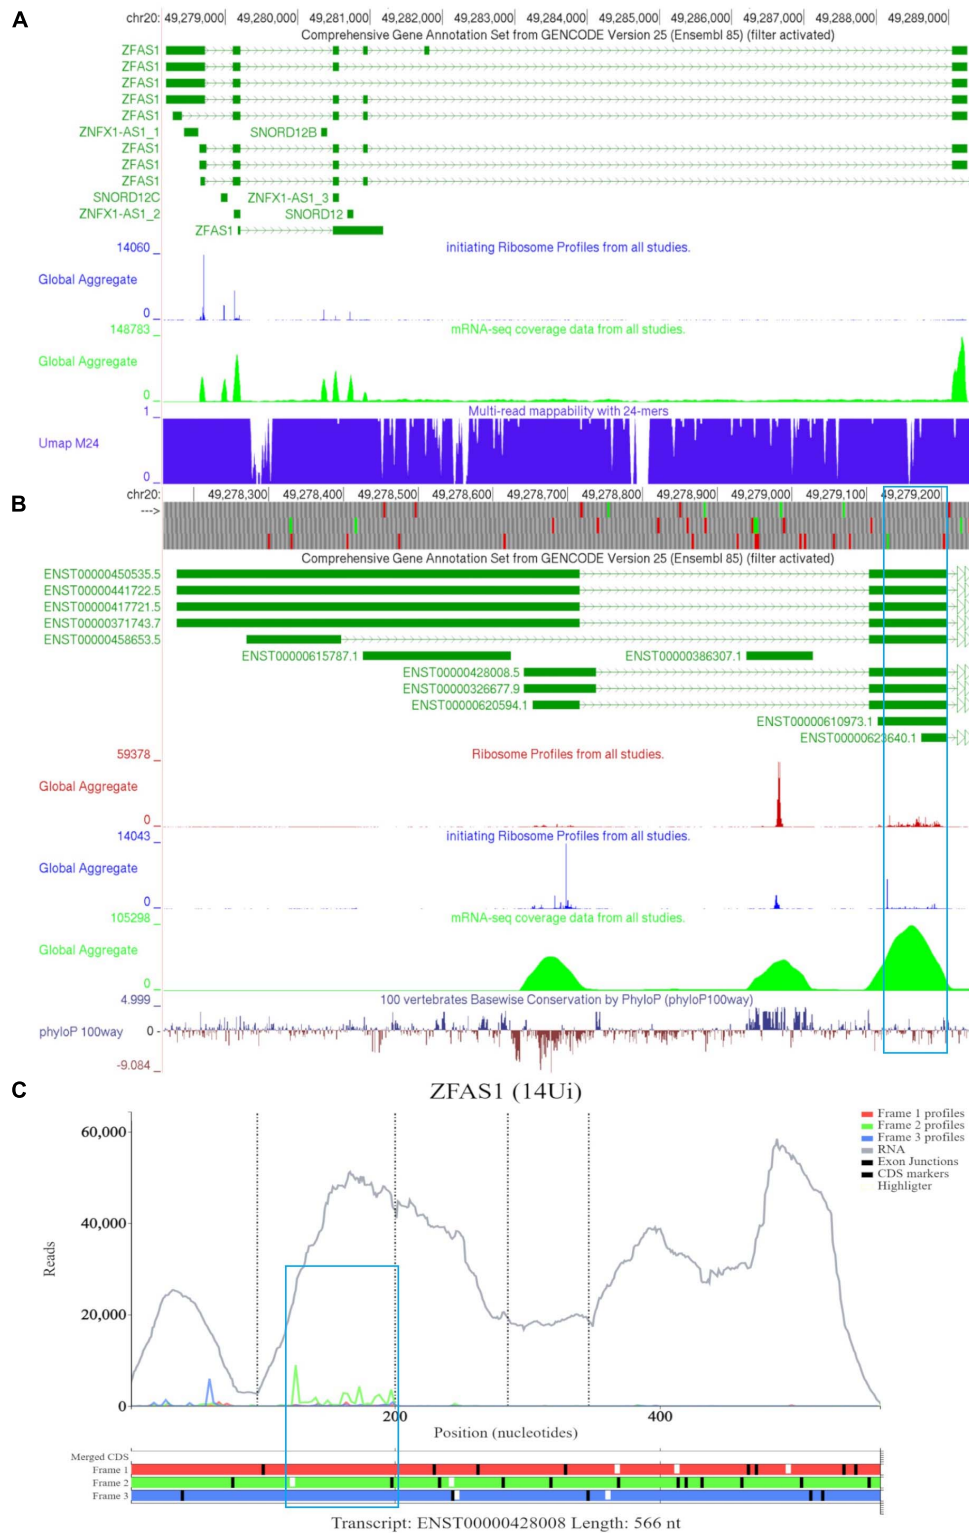 A
chr20: 49,279,000 49,280,000 49,281,000 49,282,000 49,283,000 49,284,000 49,285,000 49,286,000 49,287,000 49,288,000 49,289,000
Comprehensive Gene Annotation Set from GENCODE Version 25 (Ensembl 85) (filter activated)
ZFAS1
ZFAS1
ZFAS1
ZFAS1
ZFAS1
ZNFX1-AS1_1 SNORD12B
ZFAS1
ZFAS1
ZFAS1
SNORD12C ZNFX1-AS1_3
ZNFX1-AS1_2 SNORD12
ZFAS1
14060 initiating Ribosome Profiles from all studies.
Global Aggregate
0
148783 mRNA-seq coverage data from all studies.
Global Aggregate
0
1 Multi-read mappability with 24-mers
Umap M24
0
B
chr20: 49,278,300 49,278,400 49,278,500 49,278,600 49,278,700 49,278,800 49,278,900 49,279,000 49,279,100 49,279,200
--->
Comprehensive Gene Annotation Set from GENCODE Version 25 (Ensembl 85) (filter activated)
ENST00000450535.5
ENST00000441722.5
ENST00000417721.5
ENST00000371743.7
ENST00000458653.5
ENST00000615787.1 ENST00000386307.1
ENST00000428008.5
ENST00000326677.9
ENST00000620594.1
ENST00000610973.1
ENST00000623640.1
59378 Ribosome Profiles from all studies.
Global Aggregate
0
14043 initiating Ribosome Profiles from all studies.
Global Aggregate
0
105298 mRNA-seq coverage data from all studies.
Global Aggregate
0
4.999 100 vertebrates Basewise Conservation by PhyloP (phyloP100way)
phyloP 100way 0
-9.084
C
ZFAS1 (14Ui)
Frame 1 profiles
Frame 2 profiles
Frame 3 profiles
RNA
Exon Junctions
CDS markers
Highligter
60,000
40,000
20,000
0
Reads
200 400
Position (nucleotides)
Merged CDS
Frame 1
Frame 2
Frame 3
Transcript: ENST00000428008 Length: 566 nt